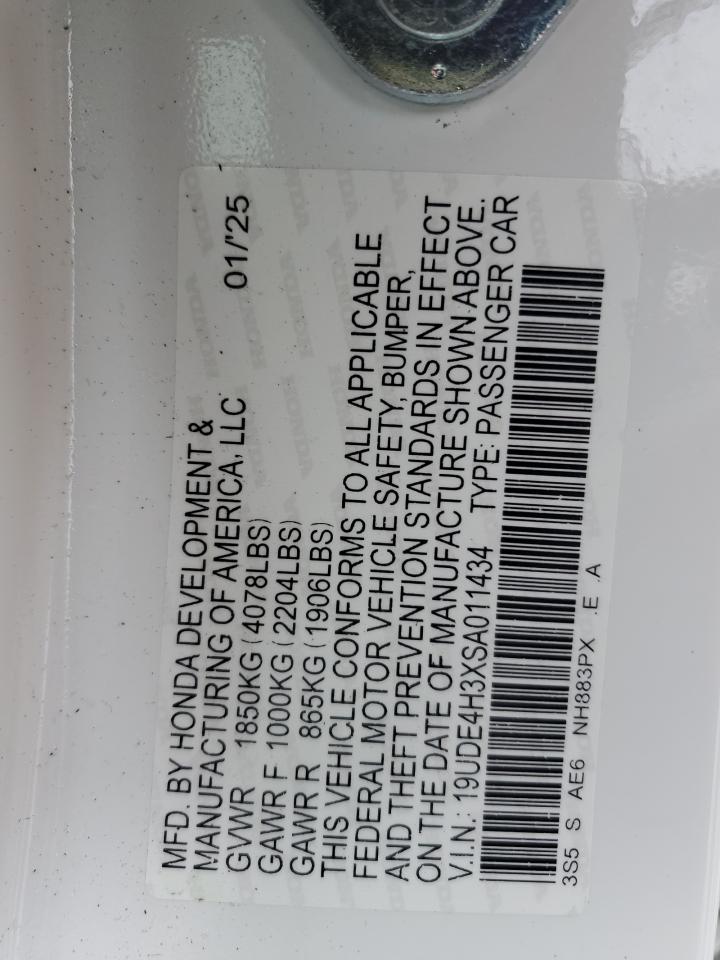 MFD. BY HONDA DEVELOPMENT &
MANUFACTURING OF AMERICA, LLC 01/'25
GVWR 1850KG (4078LBS)
GAWR F 1000KG (2204LBS)
GAWR R 865KG (1906LBS)
THIS VEHICLE CONFORMS TO ALL APPLICABLE
FEDERAL MOTOR VEHICLE SAFETY, BUMPER,
AND THEFT PREVENTION STANDARDS IN EFFECT
ON THE DATE OF MANUFACTURE SHOWN ABOVE.
V.I.N.: 19UDE4H3XSA011434 TYPE: PASSENGER CAR
3S5 S AE6 NH883PX .E .A